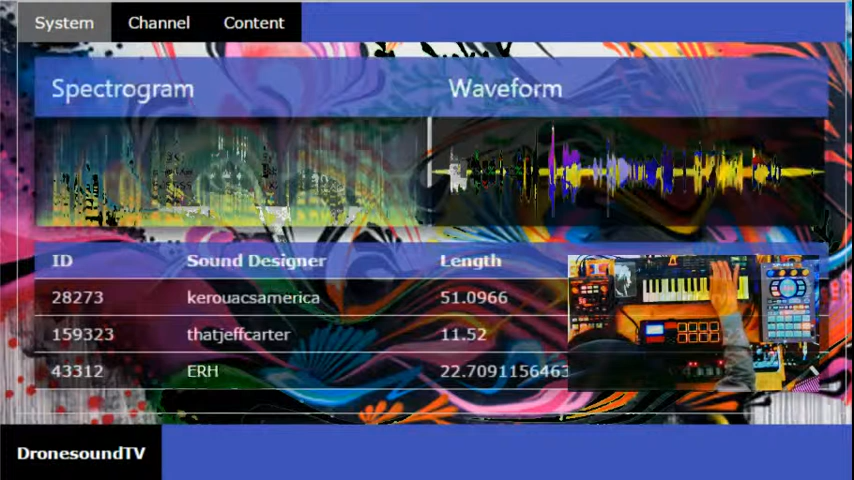 System Channel Content
Spectrogram Waveform
ID Sound Designer Length
28273 kerouacsamerica 51.0966
159323 thatjeffcarter 11.52
43312 ERH 22.7091156463
DronesoundTV